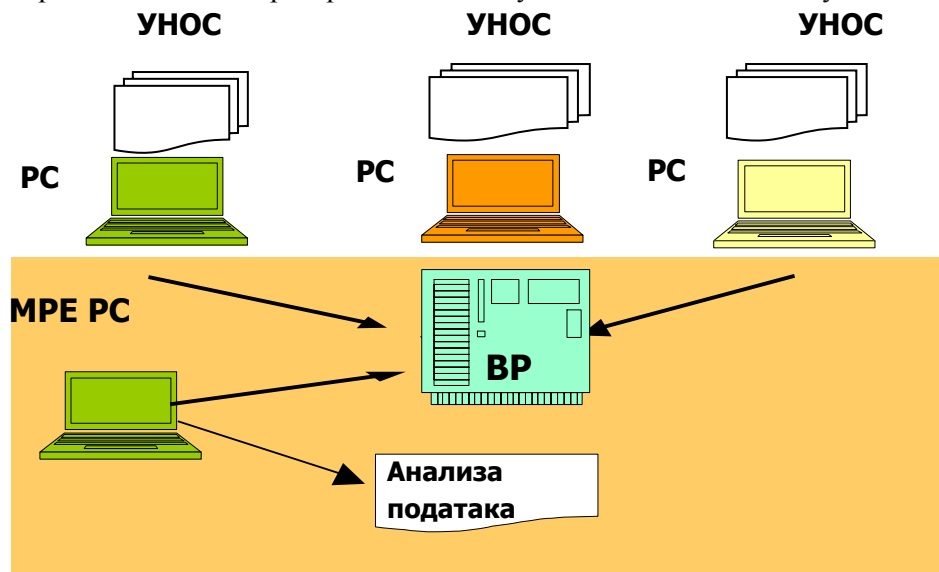 УНОС УНОС УНОС
РС РС РС
МРЕ РС
ВР
Анализа
података